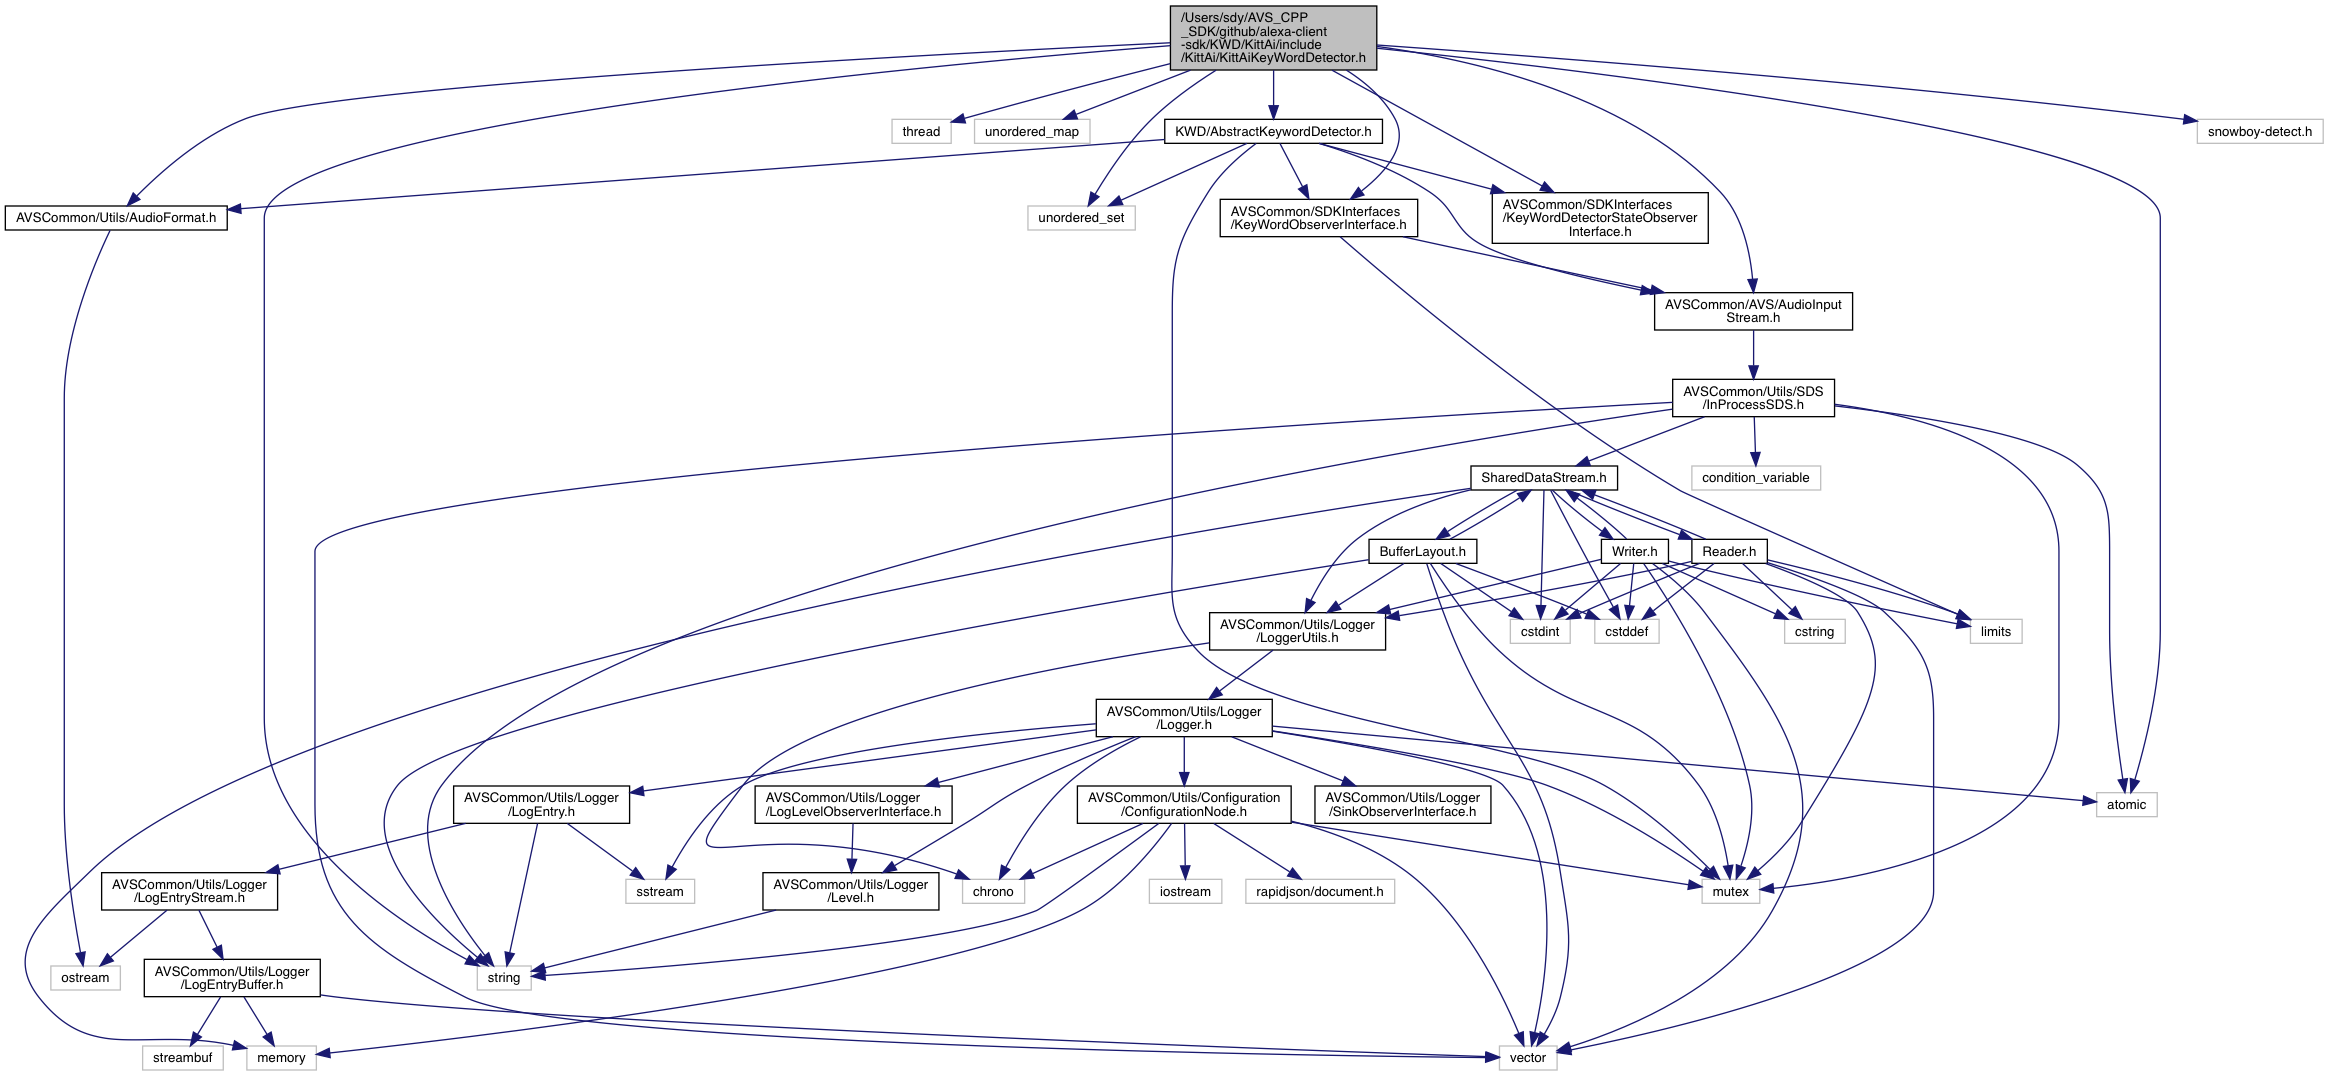 /Users/sdy/AVS_CPP
_SDK/github/alexa-client
-sdk/KWD/KittAi/include
/KittAi/KittAiKeyWordDetector.h
thread
unordered_map
KWD/AbstractKeywordDetector.h
snowboy-detect.h
AVSCommon/Utils/AudioFormat.h
unordered_set
AVSCommon/SDKInterfaces
/KeyWordObserverInterface.h
AVSCommon/SDKInterfaces
/KeyWordDetectorStateObserver
Interface.h
AVSCommon/AVS/AudioInput
Stream.h
AVSCommon/Utils/SDS
/InProcessSDS.h
SharedDataStream.h
condition_variable
BufferLayout.h
Writer.h
Reader.h
AVSCommon/Utils/Logger
/LoggerUtils.h
cstdint
cstddef
cstring
limits
AVSCommon/Utils/Logger
/Logger.h
AVSCommon/Utils/Logger
/LogEntry.h
AVSCommon/Utils/Logger
/LogLevelObserverInterface.h
AVSCommon/Utils/Configuration
/ConfigurationNode.h
AVSCommon/Utils/Logger
/SinkObserverInterface.h
atomic
AVSCommon/Utils/Logger
/LogEntryStream.h
sstream
AVSCommon/Utils/Logger
/Level.h
chrono
iostream
rapidjson/document.h
mutex
ostream
AVSCommon/Utils/Logger
/LogEntryBuffer.h
string
streambuf
memory
vector